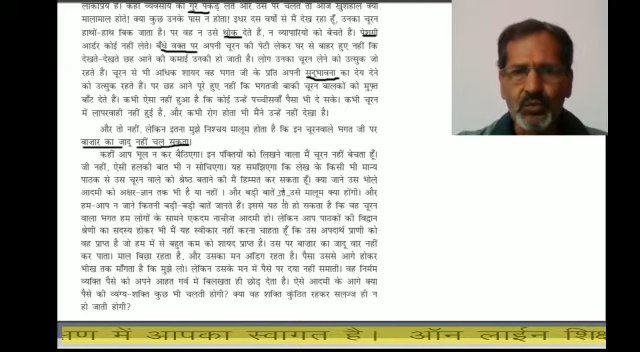 लोकप्रिय हैं। कहीं व्यवसाय का गुर पकड़ लेते और उस पर चलते तो आज खुशहाल क्या
मालामाल होते! क्या कुछ उनके पास न होता! इधर दस वर्षों से मैं देख रहा हूँ, उनका चूरन
हाथों-हाथ बिक जाता है। पर वह न उसे थोक देते हैं, न व्यापारियों को बेचते हैं। पेशगी
आर्डर कोई नहीं लेते। बँधे वक्त पर अपनी चूरन की पेटी लेकर घर से बाहर हुए नहीं कि
देखते-देखते छह आने की कमाई उनकी हो जाती है। लोग उनका चूरन लेने को उत्सुक जो
रहते हैं। चूरन से भी अधिक शायद वह भगत जी के प्रति अपनी सद्भावना का देय देने
को उत्सुक रहते हैं। पर छह आने पूरे हुए नहीं कि भगतजी बाकी चूरन बालकों को मुफ़्त
बाँट देते हैं। कभी ऐसा नहीं हुआ है कि कोई उन्हें पच्चीसवाँ पैसा भी दे सके। कभी चूरन
में लापरवाही नहीं हुई है, और कभी रोग होता भी मैंने उन्हें नहीं देखा है।
और तो नहीं, लेकिन इतना मुझे निश्चय मालूम होता है कि इन चूरनवाले भगत जी पर
बाज़ार का जादू नहीं चल सकता।
कहीं आप भूल न कर बैठिएगा। इन पंक्तियों को लिखने वाला मैं चूरन नहीं बेचता हूँ।
जी नहीं, ऐसी हलकी बात भी न सोचिएगा। यह समझिएगा कि लेख के किसी भी मान्य
पाठक से उस चूरन वाले को श्रेष्ठ बताने की मैं हिम्मत कर सकता हूँ। क्या जाने उस भोले
आदमी को अक्षर-ज्ञान तक भी है या नहीं। और बड़ी बातें तो उसे मालूम क्या होंगी। और
हम-आप न जाने कितनी बड़ी-बड़ी बातें जानते हैं। इससे यह तो हो सकता है कि वह चूरन
वाला भगत हम लोगों के सामने एकदम नाचीज़ आदमी हो। लेकिन आप पाठकों की विद्वान
श्रेणी का सदस्य होकर भी मैं यह स्वीकार नहीं करना चाहता हूँ कि उस अपदार्थ प्राणी को
वह प्राप्त है जो हम में से बहुत कम को शायद प्राप्त है। उस पर बाज़ार का जादू वार नहीं
कर पाता। माल बिछा रहता है, और उसका मन अडिग रहता है। पैसा उससे आगे होकर
भीख तक माँगता है कि मुझे लो। लेकिन उसके मन में पैसे पर दया नहीं समाती। वह निर्मम
व्यक्ति पैसे को अपने आहत गर्व में बिलखता ही छोड़ देता है। ऐसे आदमी के आगे क्या
पैसे की व्यंग्य-शक्ति कुछ भी चलती होगी? क्या वह शक्ति कुंठित रहकर सलज्ज ही न
हो जाती होगी?
क्षण में आपका स्वागत है। ऑन लाईन शिक्ष